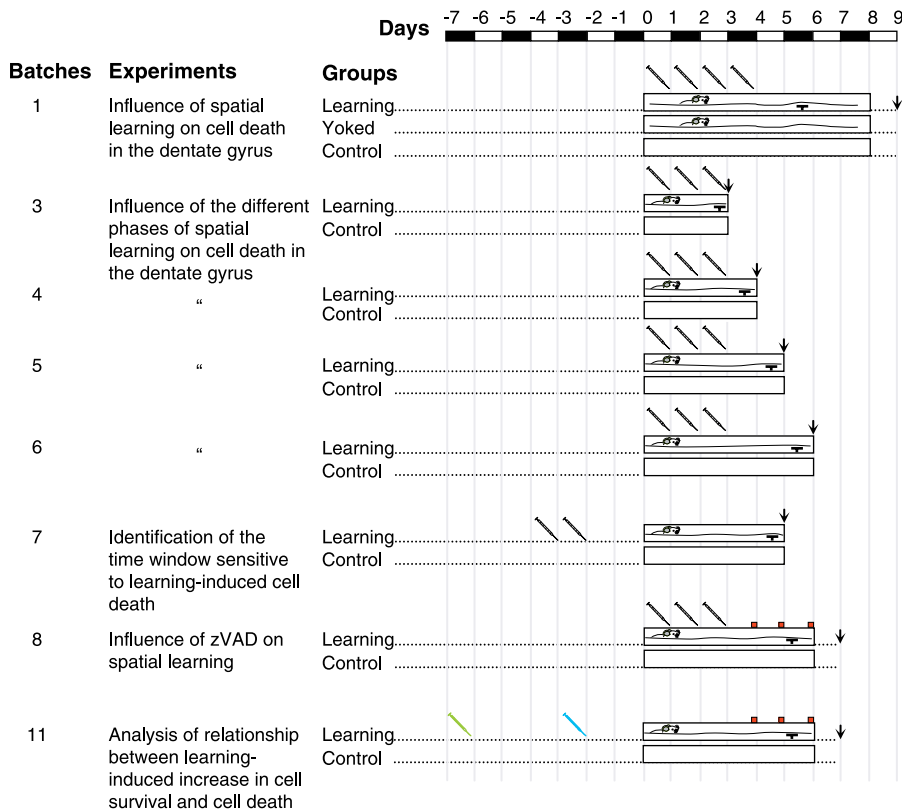 Days -7 -6 -5 -4 -3 -2 -1 0 1 2 3 4 5 6 7 8 9
Batches Experiments Groups
1 Influence of spatial Learning
learning on cell death Yoked
in the dentate gyrus Control
3 Influence of the different Learning
phases of spatial Control
learning on cell death in
the dentate gyrus
4 “ Learning
Control
5 “ Learning
Control
6 “ Learning
Control
7 Identification of the Learning
time window sensitive Control
to learning-induced cell
death
8 Influence of zVAD on Learning
spatial learning Control
11 Analysis of relationship Learning
between learning- Control
induced increase in cell
survival and cell death